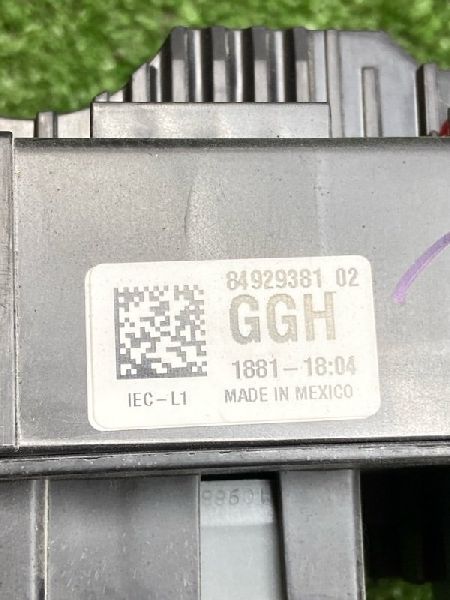 84929381 02
GGH
1881-18:04
IEC-L1 MADE IN MEXICO